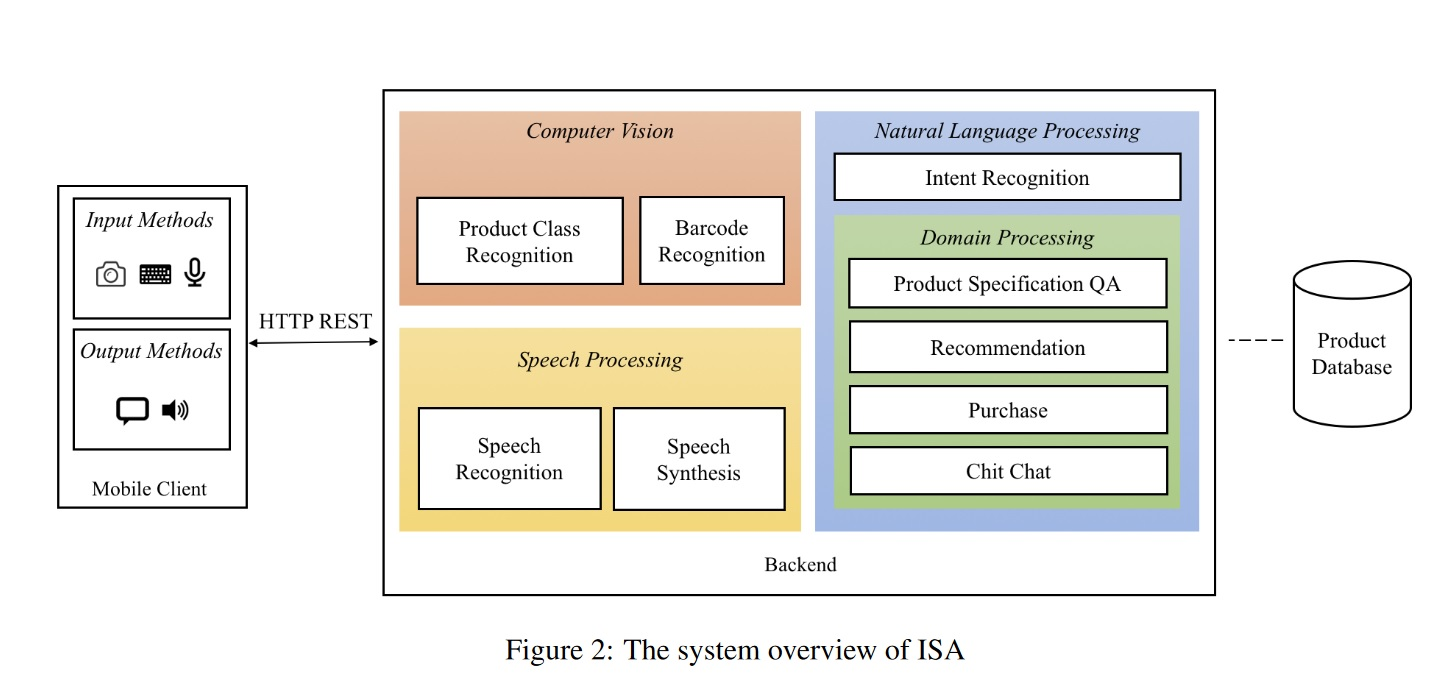 Input Methods
Output Methods
Mobile Client
HTTP REST
Computer Vision
Product Class
Recognition
Barcode
Recognition
Speech Processing
Speech
Recognition
Speech
Synthesis
Natural Language Processing
Intent Recognition
Domain Processing
Product Specification QA
Recommendation
Purchase
Chit Chat
Backend
Product
Database
Figure 2: The system overview of ISA